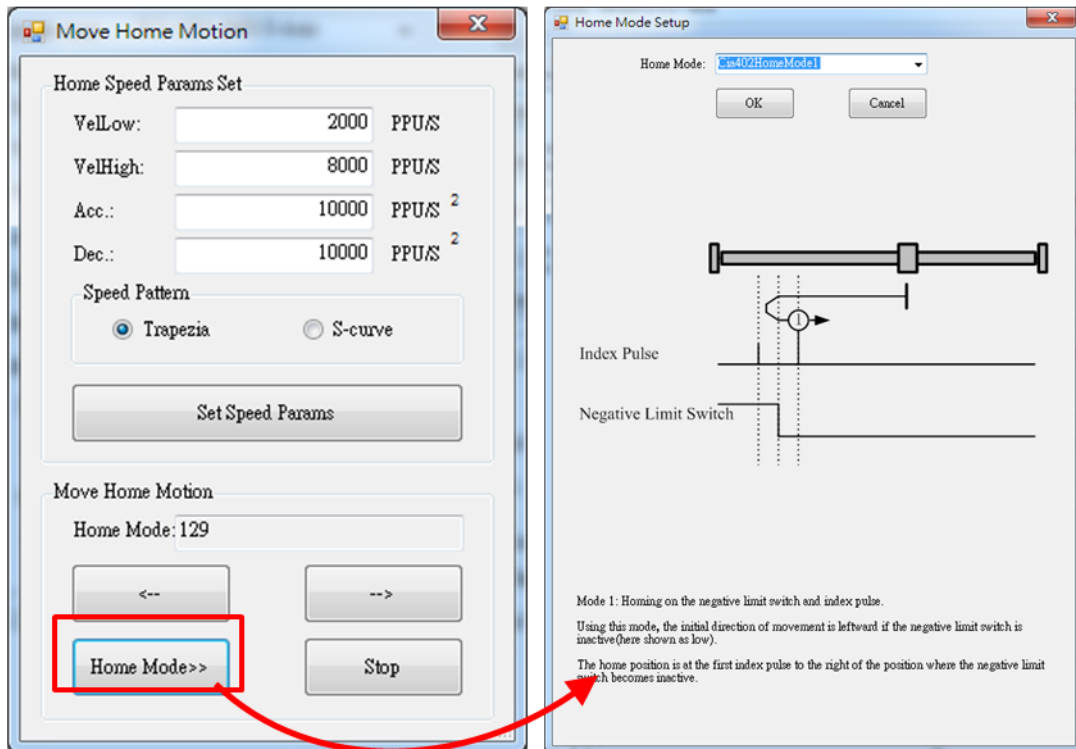 Move Home Motion
Home Speed Params Set
VelLow: 2000 PPU/S
VelHigh: 8000 PPU/S
Acc.: 10000 PPU/S 2
Dec.: 10000 PPU/S 2
Speed Pattern
Trapezia S-curve
Set Speed Params
Move Home Motion
Home Mode: 129
<-- -->
Home Mode>> Stop
Home Mode Setup
Home Mode: Cia402HomeMode1
OK Cancel
1
Index Pulse
Negative Limit Switch
Mode 1: Homing on the negative limit switch and index pulse.
Using this mode, the initial direction of movement is leftward if the negative limit switch is
inactive(here shown as low).
The home position is at the first index pulse to the right of the position where the negative limit
switch becomes inactive.